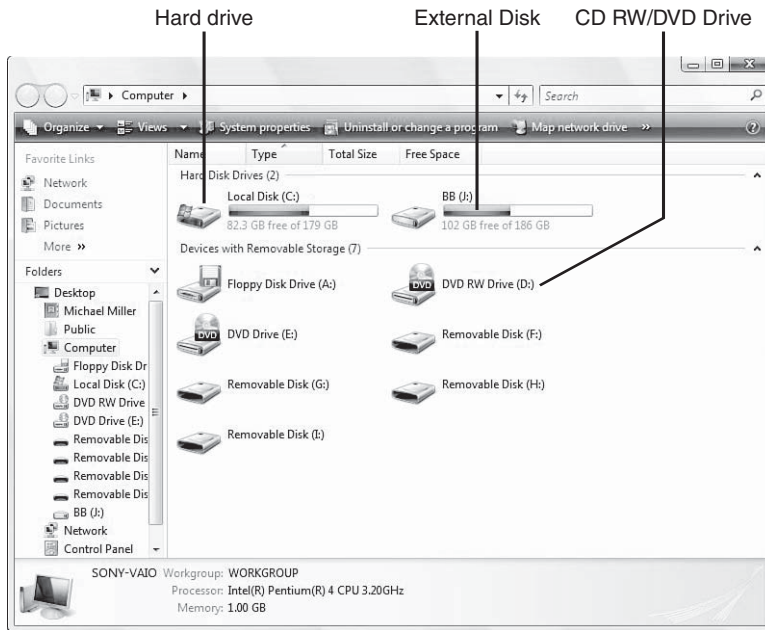 Hard drive
External Disk
CD RW/DVD Drive
Computer
Search
Organize
Views
System properties
Uninstall or change a program
Map network drive
»
?
Favorite Links
Network
Documents
Pictures
More »
Folders
Desktop
Michael Miller
Public
Computer
Floppy Disk Dr
Local Disk (C:)
DVD RW Drive
DVD Drive (E:)
Removable Dis
Removable Dis
Removable Dis
Removable Dis
BB (J:)
Network
Control Panel
Name Type Total Size Free Space
Hard Disk Drives (2)
Local Disk (C:)
82.3 GB free of 179 GB
BB (J:)
102 GB free of 186 GB
Devices with Removable Storage (7)
Floppy Disk Drive (A:)
DVD
DVD RW Drive (D:)
DVD
DVD Drive (E:)
Removable Disk (F:)
Removable Disk (G:)
Removable Disk (H:)
Removable Disk (I:)
SONY-VAIO Workgroup: WORKGROUP
Processor: Intel(R) Pentium(R) 4 CPU 3.20GHz
Memory: 1.00 GB